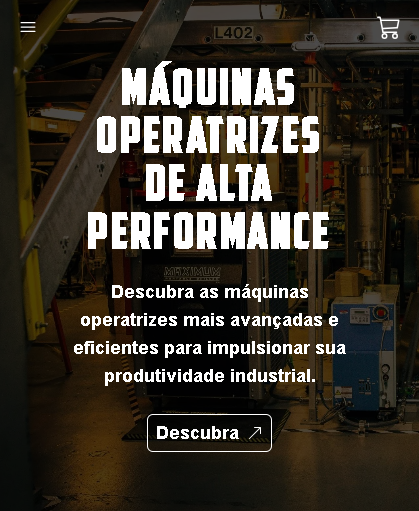 L402
MÁQUINAS
OPERATRIZES
DE ALTA
PERFORMANCE
MAXIMUM
Descubra as máquinas
operatrizes mais avançadas e
eficientes para impulsionar sua
produtividade industrial.
Descubra